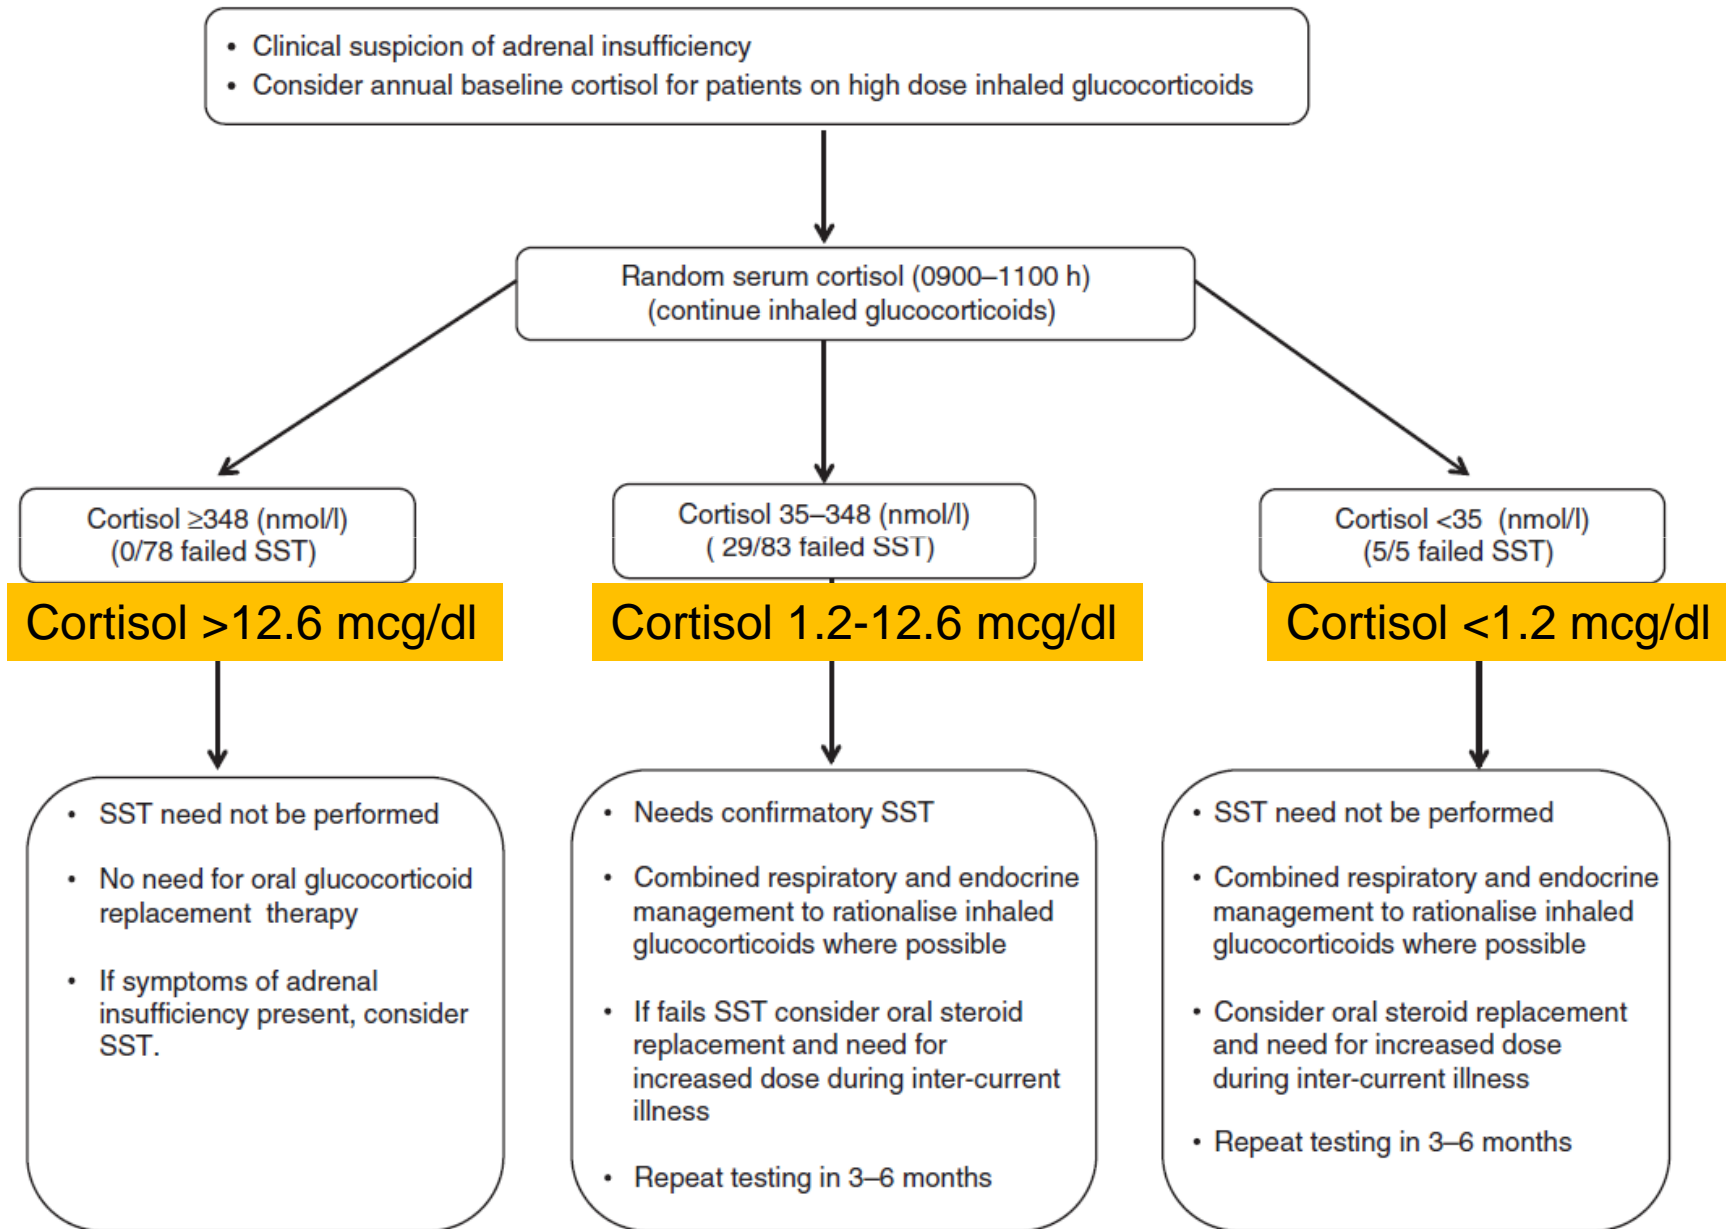 • Clinical suspicion of adrenal insufficiency
• Consider annual baseline cortisol for patients on high dose inhaled glucocorticoids
Random serum cortisol (0900–1100 h)
(continue inhaled glucocorticoids)
Cortisol ≥348 (nmol/l)
(0/78 failed SST)
Cortisol >12.6 mcg/dl
• SST need not be performed
• No need for oral glucocorticoid
replacement therapy
• If symptoms of adrenal
insufficiency present, consider
SST.
Cortisol 35–348 (nmol/l)
( 29/83 failed SST)
Cortisol 1.2-12.6 mcg/dl
• Needs confirmatory SST
• Combined respiratory and endocrine
management to rationalise inhaled
glucocorticoids where possible
• If fails SST consider oral steroid
replacement and need for
increased dose during inter-current
illness
• Repeat testing in 3–6 months
Cortisol <35 (nmol/l)
(5/5 failed SST)
Cortisol <1.2 mcg/dl
• SST need not be performed
• Combined respiratory and endocrine
management to rationalise inhaled
glucocorticoids where possible
• Consider oral steroid replacement
and need for increased dose
during inter-current illness
• Repeat testing in 3–6 months